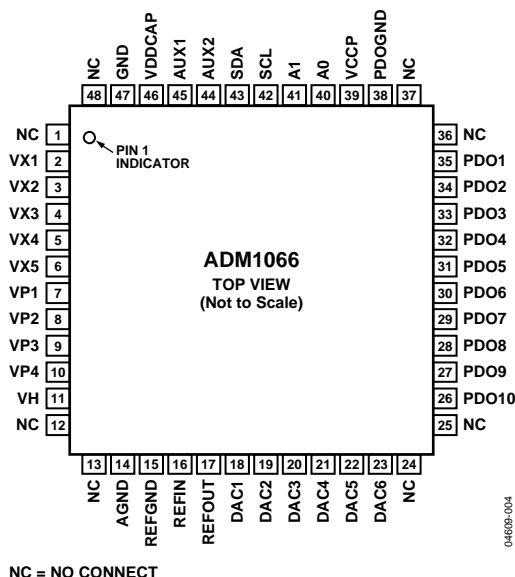 NC
GND
VDDCAP
AUX1
AUX2
SDA
SCL
A1
A0
VCCP
PDOGND
NC
48 47 46 45 44 43 42 41 40 39 38 37
NC 1
PIN 1
INDICATOR
VX1 2
VX2 3
VX3 4
VX4 5
VX5 6
VP1 7
VP2 8
VP3 9
VP4 10
VH 11
NC 12
ADM1066
TOP VIEW
(Not to Scale)
36 NC
35 PDO1
34 PDO2
33 PDO3
32 PDO4
31 PDO5
30 PDO6
29 PDO7
28 PDO8
27 PDO9
26 PDO10
25 NC
13 14 15 16 17 18 19 20 21 22 23 24
NC
AGND
REFGND
REFIN
REFOUT
DAC1
DAC2
DAC3
DAC4
DAC5
DAC6
NC
04609-004
NC = NO CONNECT